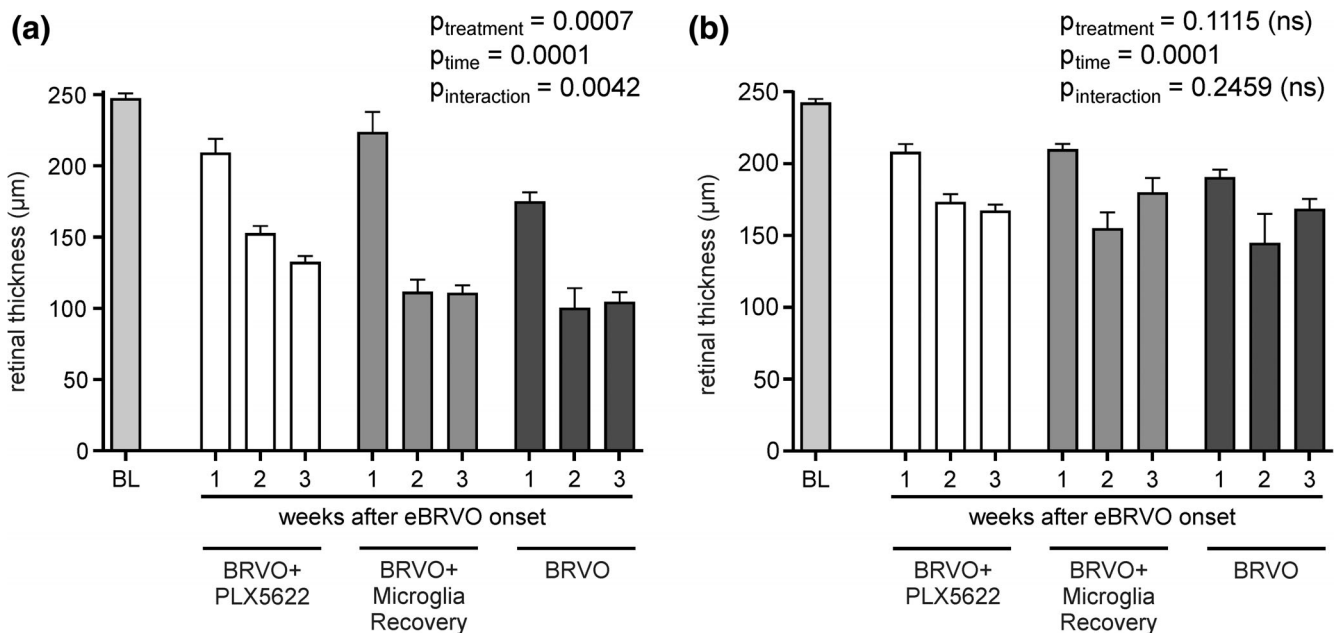 (a)
p_treatment = 0.0007
p_time = 0.0001
p_interaction = 0.0042
retinal thickness (µm)
250
200
150
100
50
0
BL 1 2 3 1 2 3 1 2 3
weeks after eBRVO onset
BRVO+ BRVO+ BRVO
PLX5622 Microglia
Recovery
(b)
p_treatment = 0.1115 (ns)
p_time = 0.0001
p_interaction = 0.2459 (ns)
retinal thickness (µm)
250
200
150
100
50
0
BL 1 2 3 1 2 3 1 2 3
weeks after eBRVO onset
BRVO+ BRVO+ BRVO
PLX5622 Microglia
Recovery